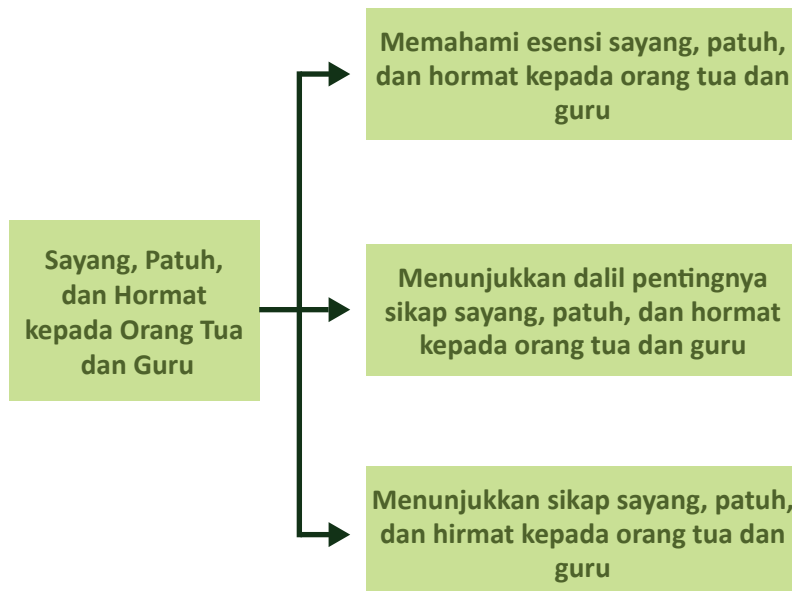 Sayang, Patuh,
dan Hormat
kepada Orang Tua
dan Guru
Memahami esensi sayang, patuh,
dan hormat kepada orang tua dan
guru
Menunjukkan dalil pentingnya
sikap sayang, patuh, dan hormat
kepada orang tua dan guru
Menunjukkan sikap sayang, patuh,
dan hirmat kepada orang tua dan
guru